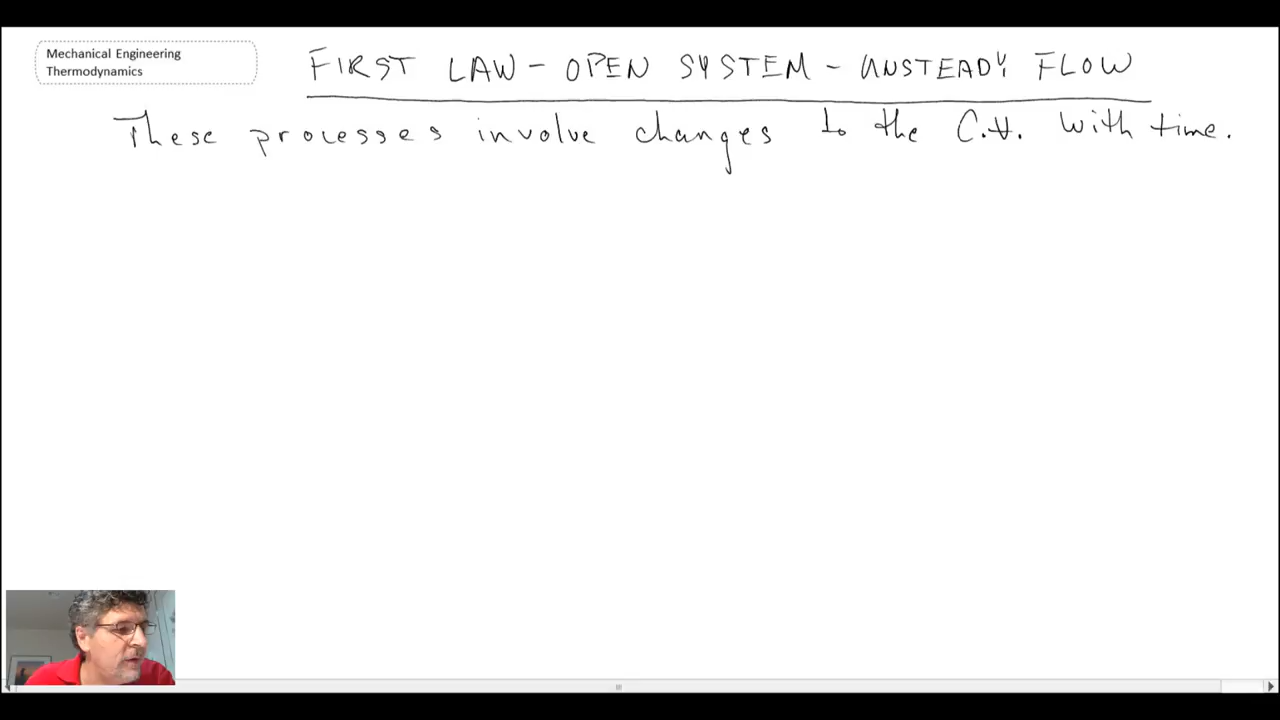 Mechanical Engineering
Thermodynamics
FIRST LAW - OPEN SYSTEM - UNSTEADY FLOW
These processes involve changes to the C.V. with time.